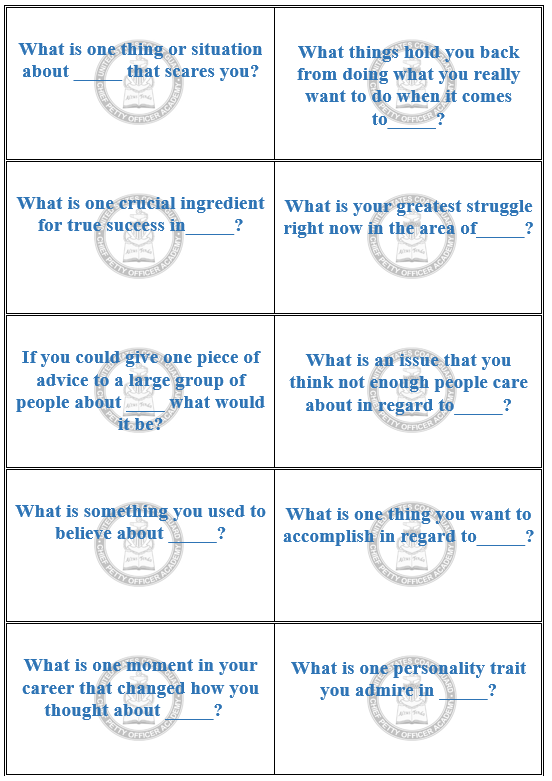 What is one thing or situation
about _____ that scares you?
What things hold you back
from doing what you really
want to do when it comes
to_____?
What is one crucial ingredient
for true success in_____?
What is your greatest struggle
right now in the area of_____?
If you could give one piece of
advice to a large group of
people about ____ what would
it be?
What is an issue that you
think not enough people care
about in regard to_____?
What is something you used to
believe about _____?
What is one thing you want to
accomplish in regard to_____?
What is one moment in your
career that changed how you
thought about _____?
What is one personality trait
you admire in _____?